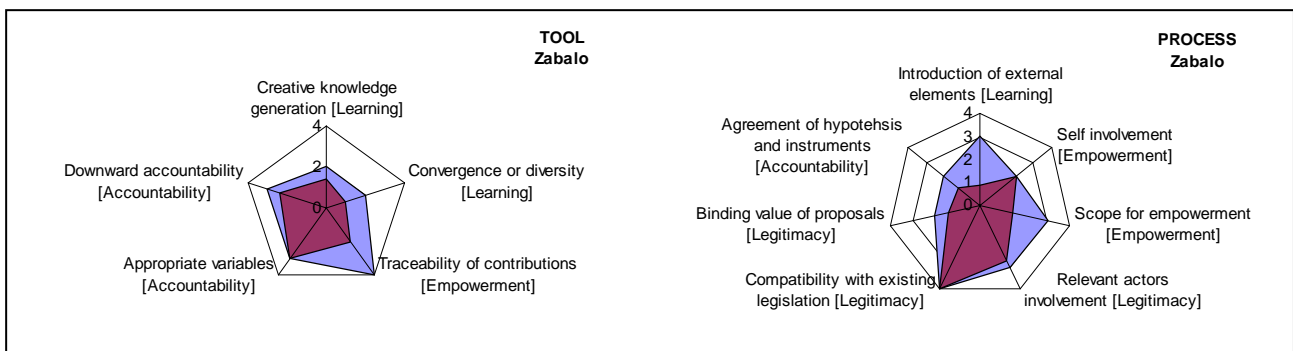 TOOL
Zabalo
Creative knowledge
generation [Learning]
4
2
0
Convergence or diversity
[Learning]
Traceability of contributions
[Empowerment]
Appropriate variables
[Accountability]
Downward accountability
[Accountability]
PROCESS
Zabalo
Introduction of external
elements [Learning]
4
3
2
1
0
Self involvement
[Empowerment]
Scope for empowerment
[Empowerment]
Relevant actors
involvement [Legitimacy]
Compatibility with existing
legislation [Legitimacy]
Binding value of proposals
[Legitimacy]
Agreement of hypotehsis
and instruments
[Accountability]